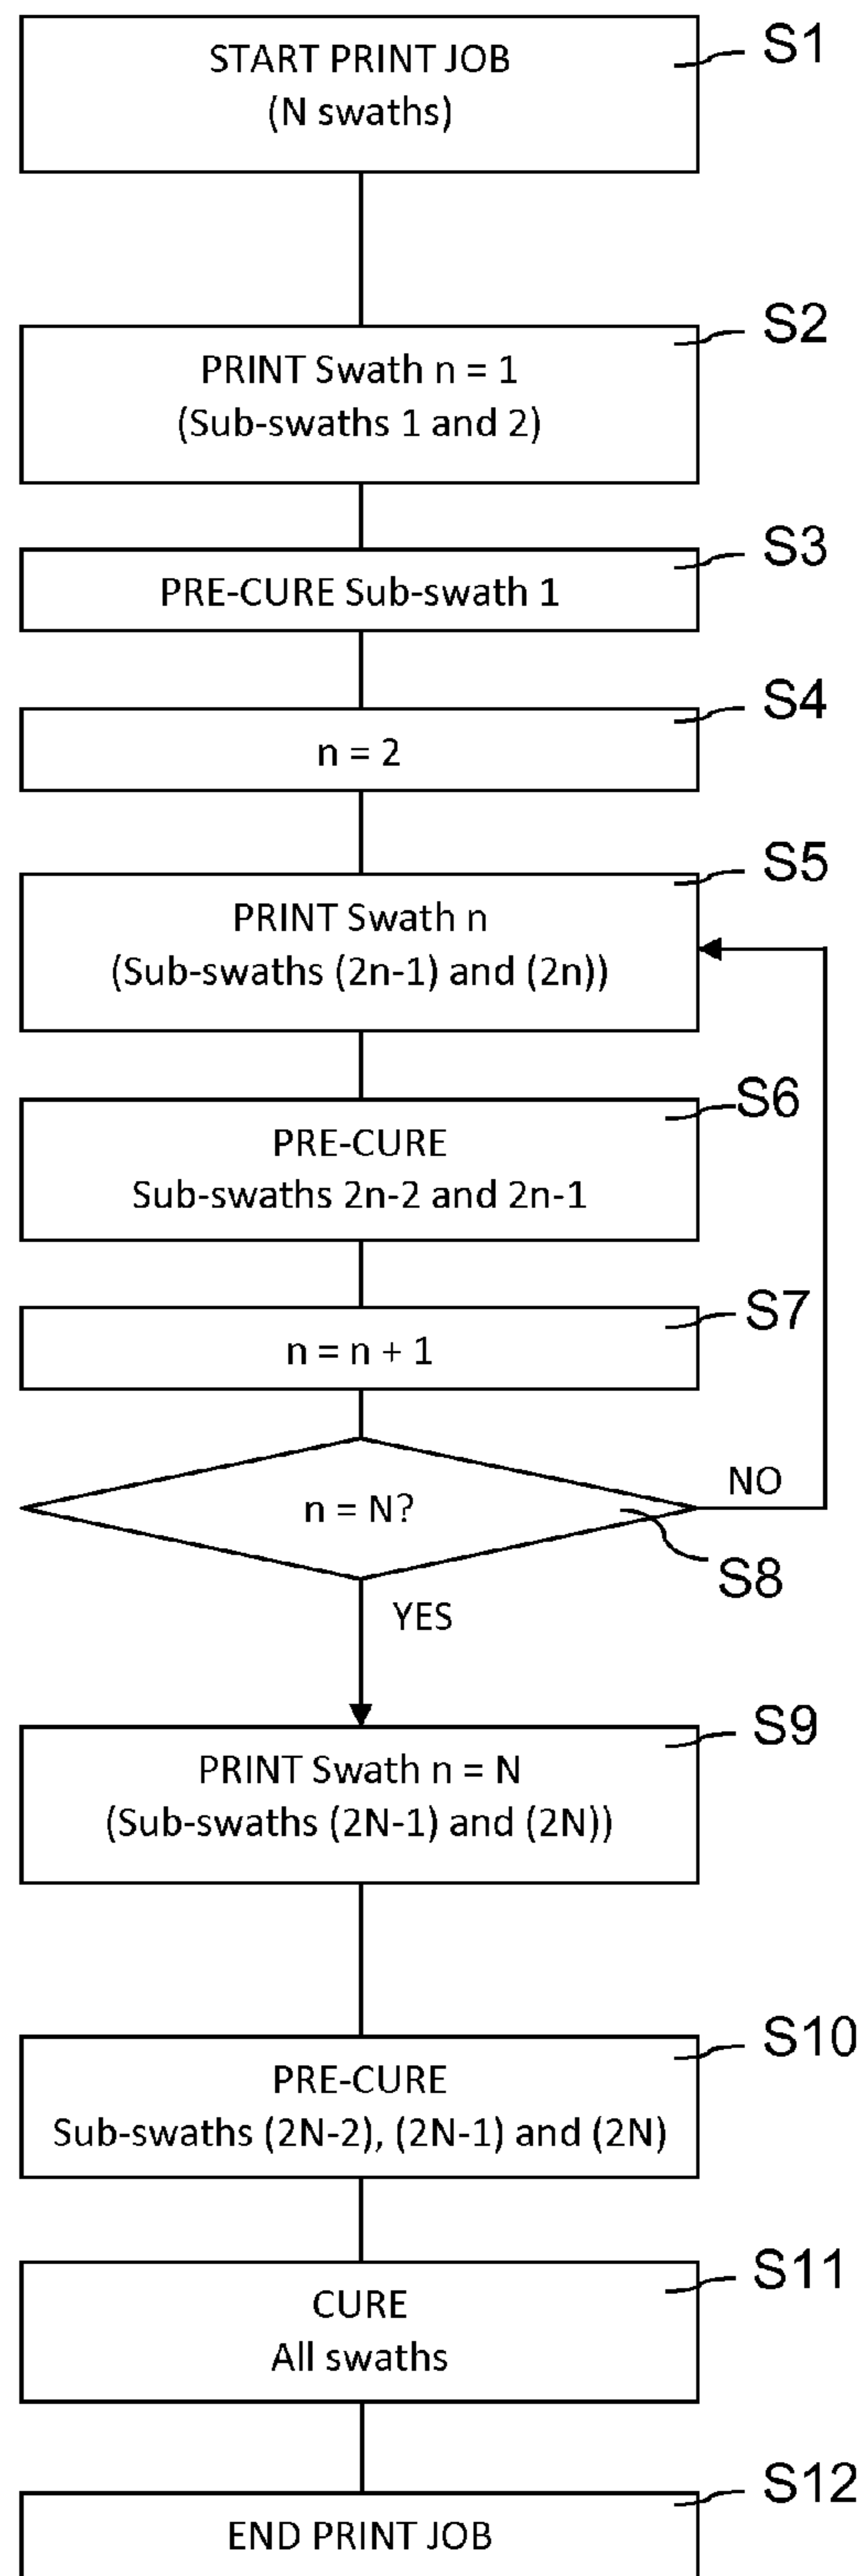 START PRINT JOB
(N swaths)
S1
PRINT Swath n = 1
(Sub-swaths 1 and 2)
S2
PRE-CURE Sub-swath 1
S3
n = 2
S4
PRINT Swath n
(Sub-swaths (2n-1) and (2n))
S5
PRE-CURE
Sub-swaths 2n-2 and 2n-1
S6
n = n + 1
S7
n = N?
NO
S8
YES
PRINT Swath n = N
(Sub-swaths (2N-1) and (2N))
S9
PRE-CURE
Sub-swaths (2N-2), (2N-1) and (2N)
S10
CURE
All swaths
S11
END PRINT JOB
S12